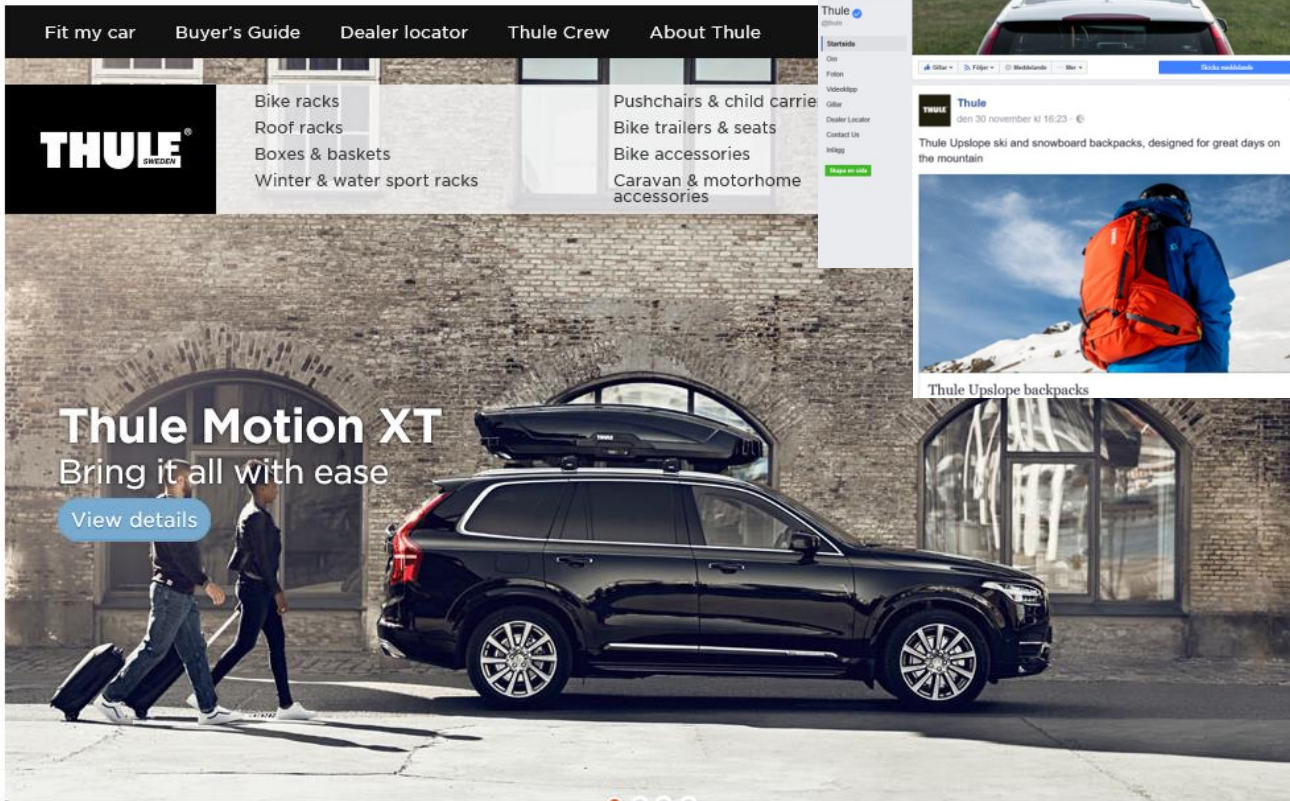 Fit my car Buyer's Guide Dealer locator Thule Crew About Thule
THULE®
SWEDEN
Bike racks
Roof racks
Boxes & baskets
Winter & water sport racks
Pushchairs & child carrie
Bike trailers & seats
Bike accessories
Caravan & motorhome
accessories
Thule Motion XT
Bring it all with ease
View details
THULE
Thule
@thule
Startsida
Om
Foton
Videoklipp
Gillar
Dealer Locator
Contact Us
Inlägg
Skapa en sida
Gillar Följer Meddelande Mer
Skicka meddelande
THULE
Thule
den 30 november kl 16:23 ·
Thule Upslope ski and snowboard backpacks, designed for great days on
the mountain
THULE
Thule Upslope backpacks